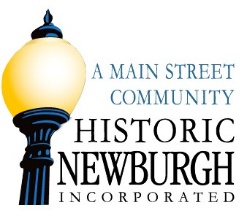 A MAIN STREET
COMMUNITY
HISTORIC
NEWBURGH
INCORPORATED